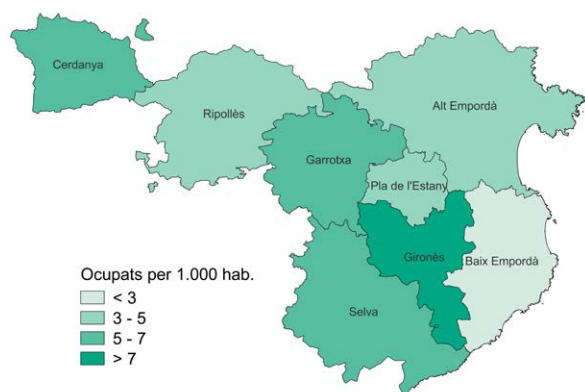 Cerdanya
Ripollès
Alt Empordà
Garrotxa
Pla de l'Estany
Gironès
Baix Empordà
Selva
Ocupats per 1.000 hab.
< 3
3 - 5
5 - 7
> 7